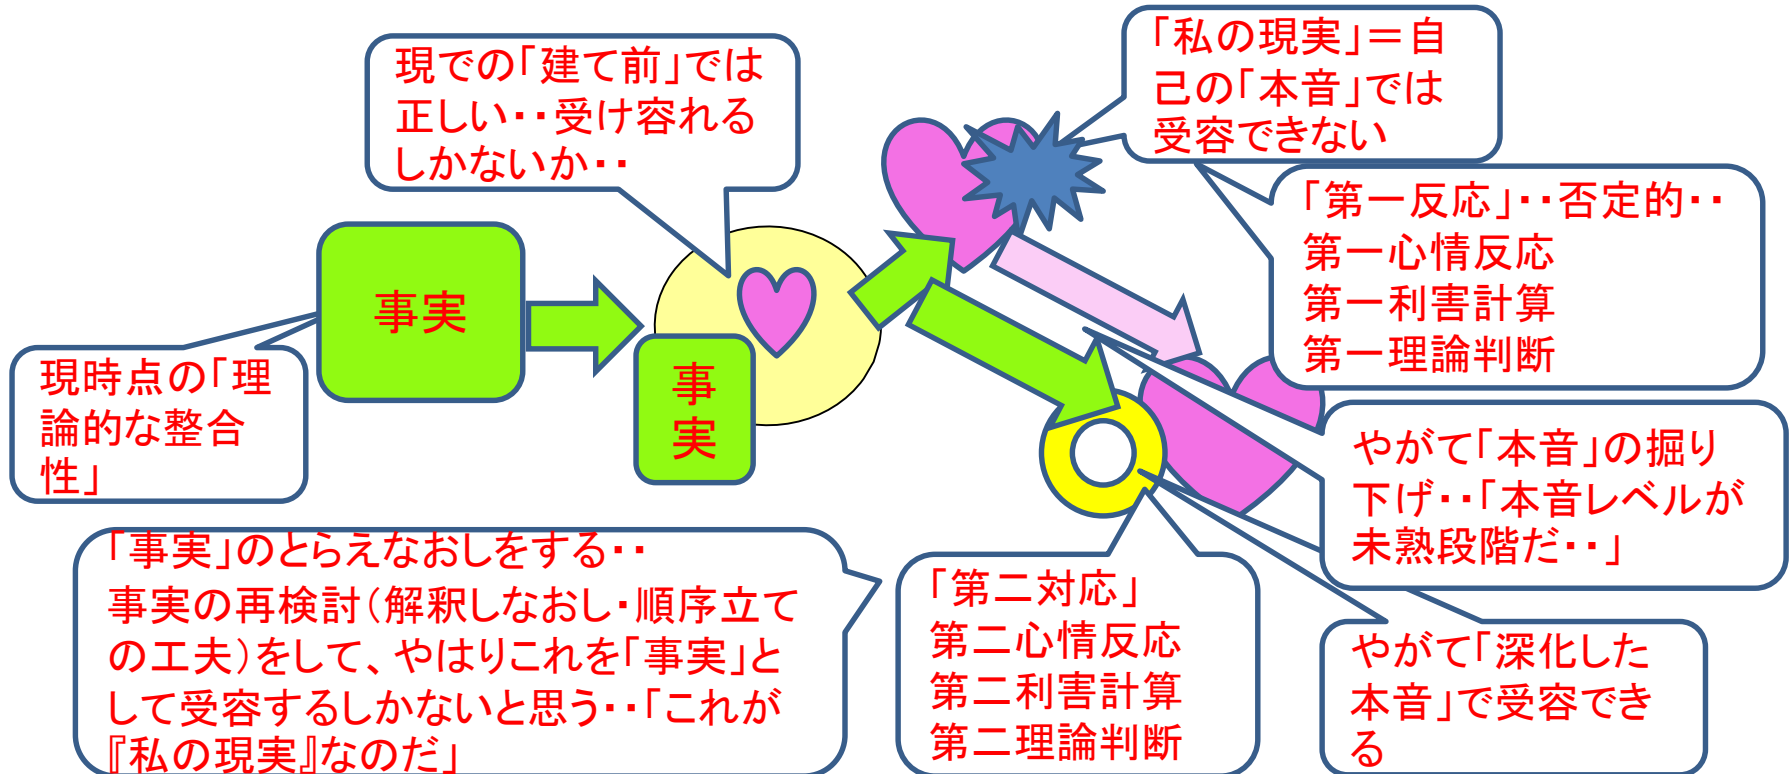 現での「建て前」では
正しい・・受け容れる
しかないか・・
「私の現実」＝自
己の「本音」では
受容できない
「第一反応」・・否定的・・
第一心情反応
第一利害計算
第一理論判断
事実
事
実
現時点の「理
論的な整合
性」
やがて「本音」の掘り
下げ・・「本音レベルが
未熟段階だ・・」
「事実」のとらえなおしをする・・
事実の再検討（解釈しなおし・順序立て
の工夫）をして、やはりこれを「事実」と
して受容するしかないと思う・・「これが
『私の現実』なのだ」
「第二対応」
第二心情反応
第二利害計算
第二理論判断
やがて「深化した
本音」で受容でき
る